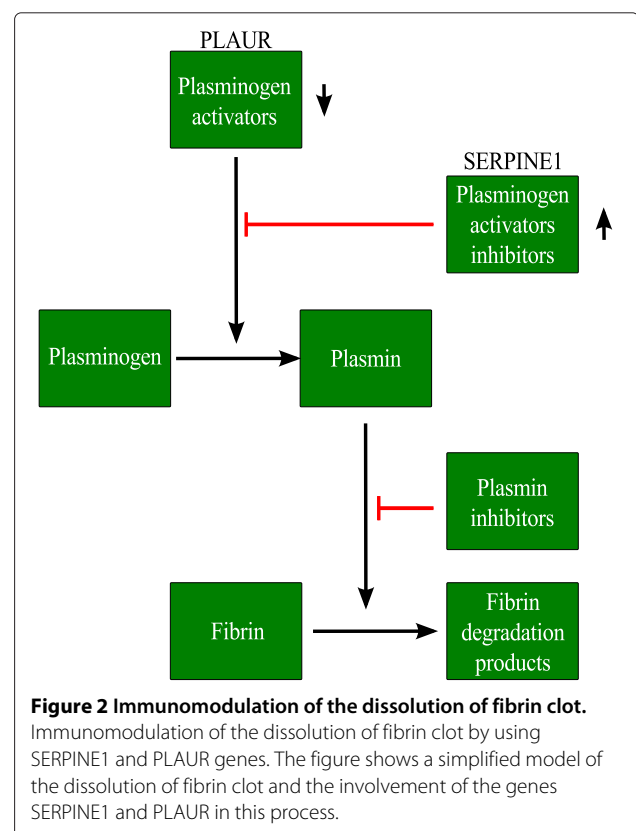 PLAUR
Plasminogen
activators
SERPINE1
Plasminogen
activators
inhibitors
Plasminogen
Plasmin
Plasmin
inhibitors
Fibrin
Fibrin
degradation
products
Figure 2 Immunomodulation of the dissolution of fibrin clot.
Immunomodulation of the dissolution of fibrin clot by using
SERPINE1 and PLAUR genes. The figure shows a simplified model of
the dissolution of fibrin clot and the involvement of the genes
SERPINE1 and PLAUR in this process.